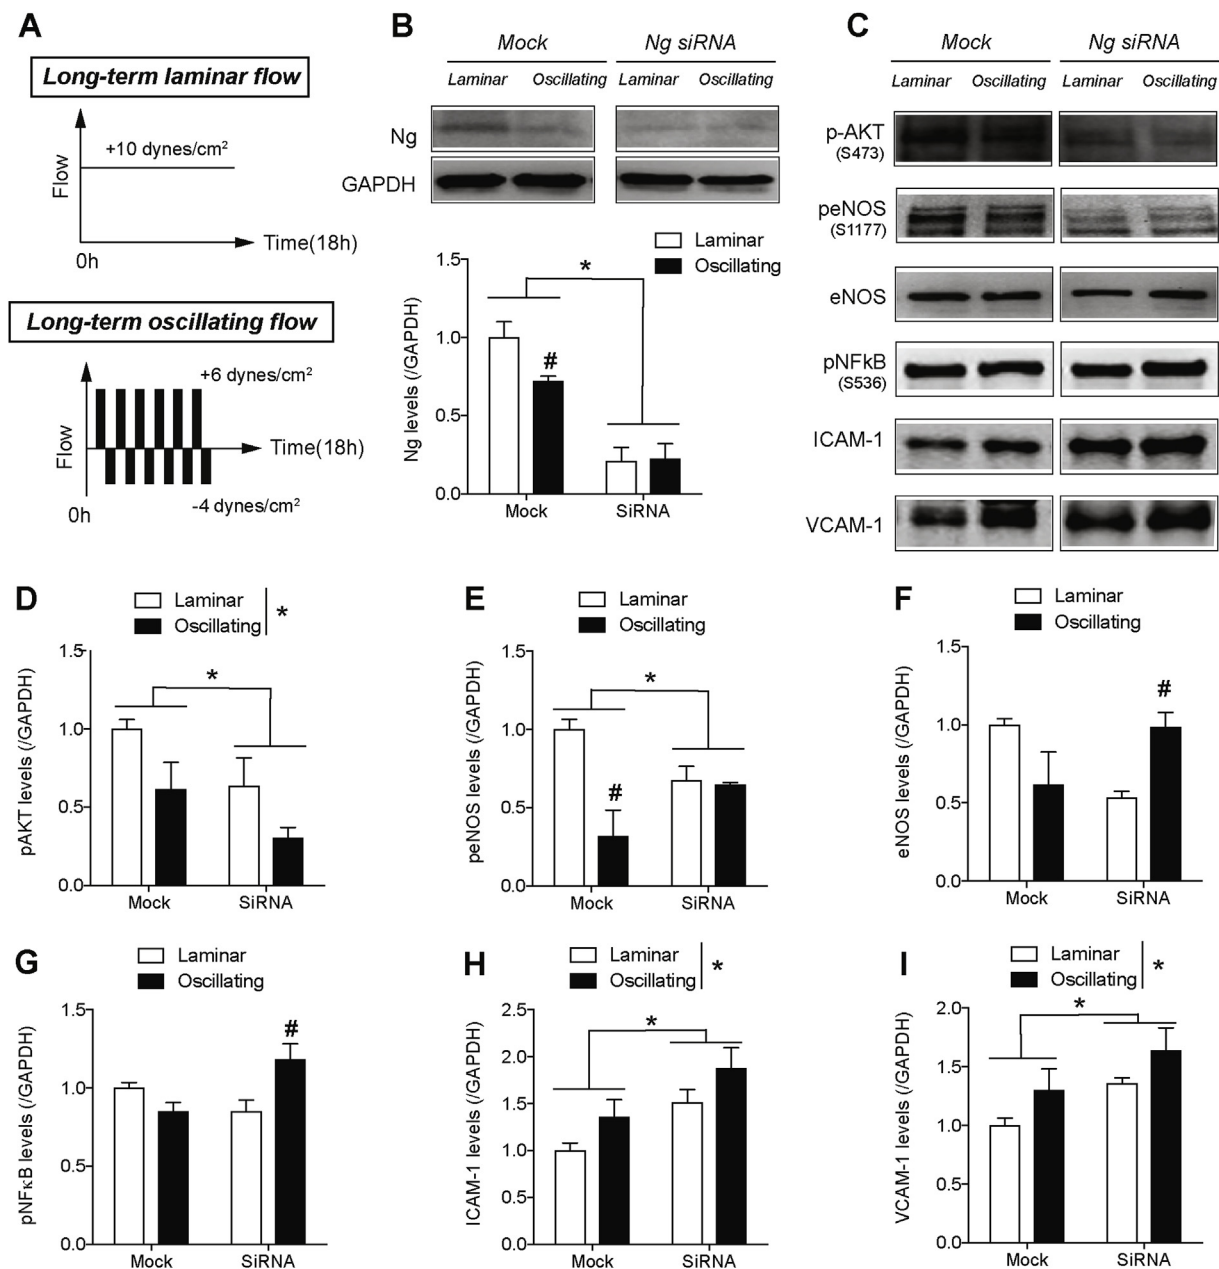 A
Long-term laminar flow
+10 dynes/cm²
Flow
Time(18h)
0h
Long-term oscillating flow
+6 dynes/cm²
Flow
Time(18h)
-4 dynes/cm²
0h
B
Mock Ng siRNA
Laminar Oscillating Laminar Oscillating
Ng
GAPDH
Laminar
Oscillating
Ng levels (/GAPDH)
1.5
1.0
0.5
0.0
*
#
Mock SiRNA
C
Mock Ng siRNA
Laminar Oscillating Laminar Oscillating
p-AKT
(S473)
peNOS
(S1177)
eNOS
pNFkB
(S536)
ICAM-1
VCAM-1
D
Laminar
Oscillating
*
pAKT levels (/GAPDH)
1.5
1.0
0.5
0.0
*
Mock SiRNA
E
Laminar
Oscillating
peNOS levels (/GAPDH)
1.5
1.0
0.5
0.0
*
#
Mock SiRNA
F
Laminar
Oscillating
eNOS levels (/GAPDH)
1.5
1.0
0.5
0.0
#
Mock SiRNA
G
Laminar
Oscillating
pNFκB levels (/GAPDH)
1.5
1.0
0.5
0.0
#
Mock SiRNA
H
Laminar
Oscillating
*
ICAM-1 levels (/GAPDH)
2.5
2.0
1.5
1.0
0.5
0.0
*
Mock SiRNA
I
Laminar
Oscillating
*
VCAM-1 levels (/GAPDH)
2.0
1.5
1.0
0.5
0.0
*
Mock SiRNA